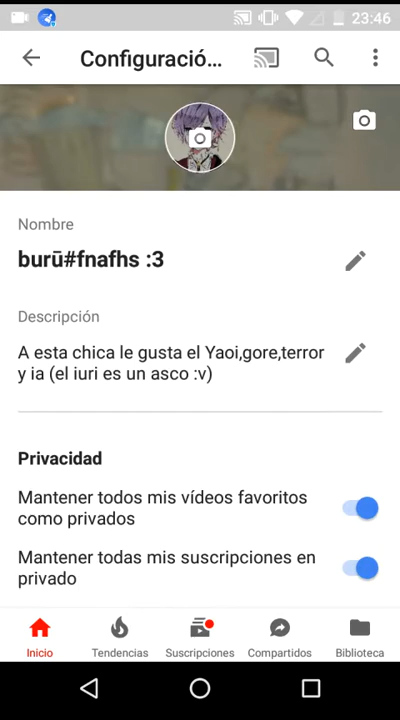 23:46
Configuració...
Nombre
burū#fnafhs :3
Descripción
A esta chica le gusta el Yaoi,gore,terror
y ia (el iuri es un asco :v)
Privacidad
Mantener todos mis vídeos favoritos
como privados
Mantener todas mis suscripciones en
privado
Inicio
Tendencias
Suscripciones
Compartidos
Biblioteca